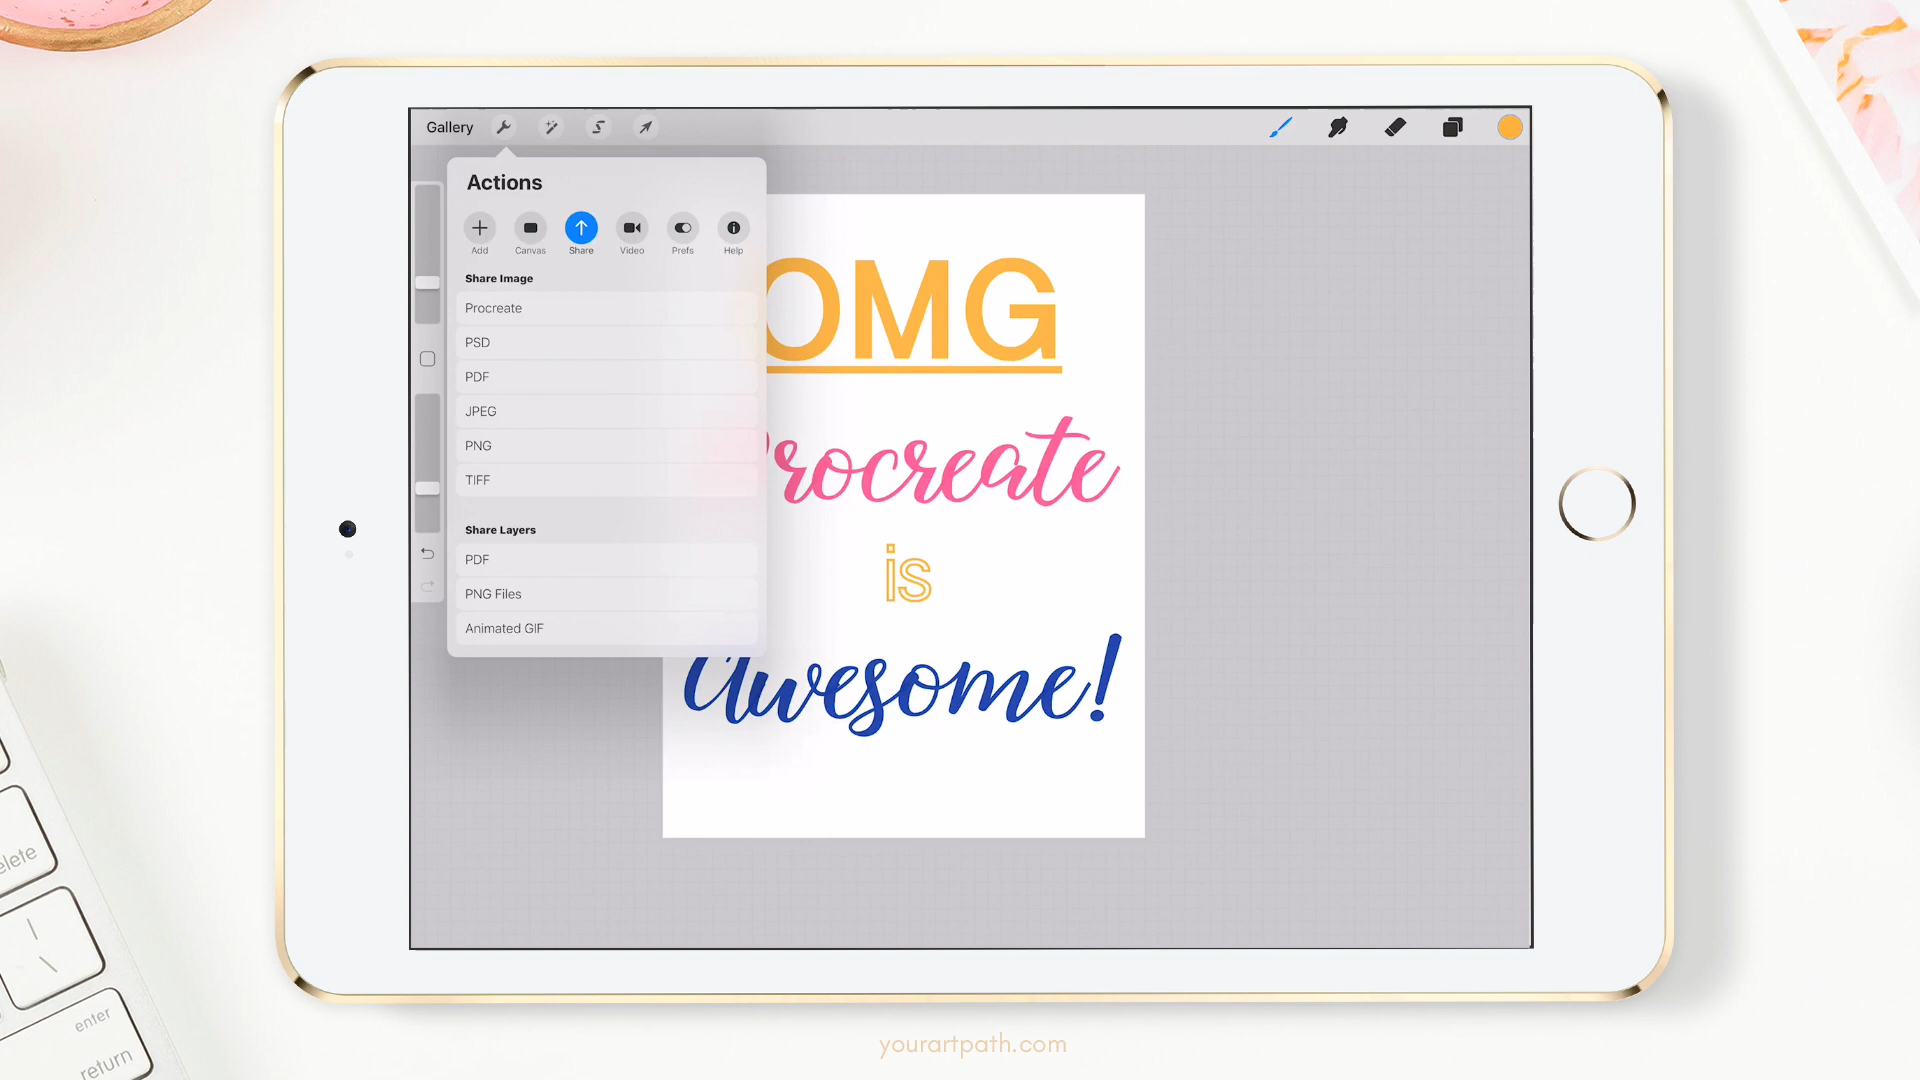 Gallery
Actions
Add Canvas Share Video Prefs Help
Share Image
Procreate
PSD
PDF
JPEG
PNG
TIFF
Share Layers
PDF
PNG Files
Animated GIF
OMG
rocreate
is
Awesome!
elete
\
enter
return
yourartpath.com